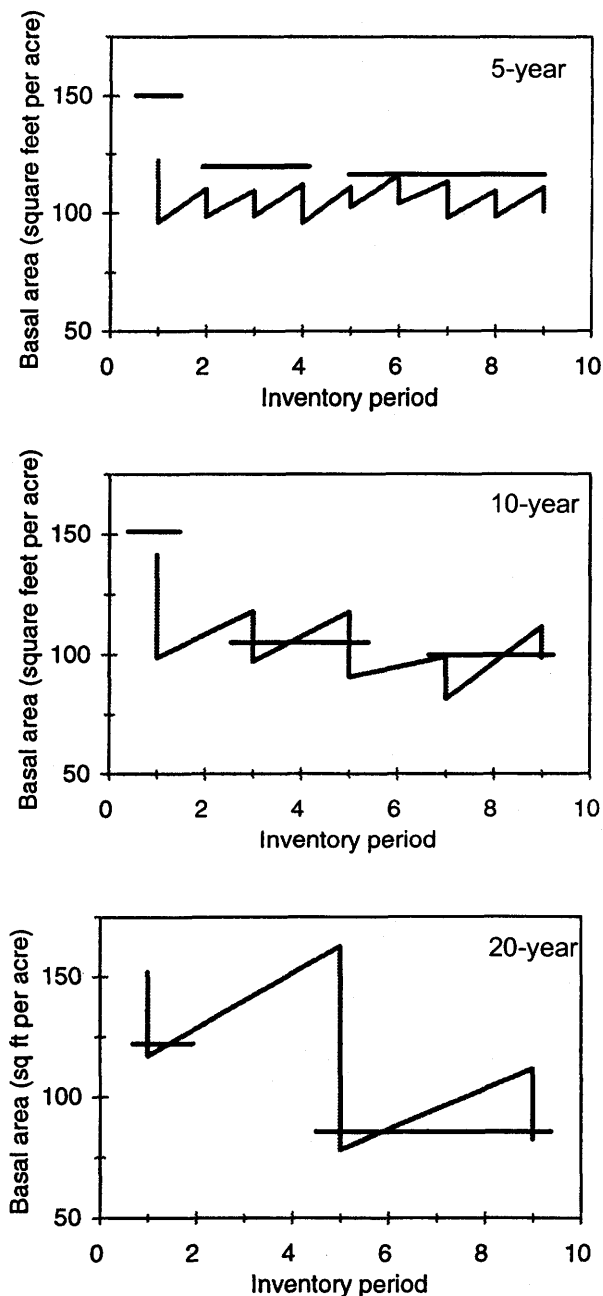 5-year
Basal area (square feet per acre)
150
100
50
0 2 4 6 8 10
Inventory period
10-year
Basal area (square feet per acre)
150
100
50
0 2 4 6 8 10
Inventory period
20-year
Basal area (sq ft per acre)
150
100
50
0 2 4 6 8 10
Inventory period